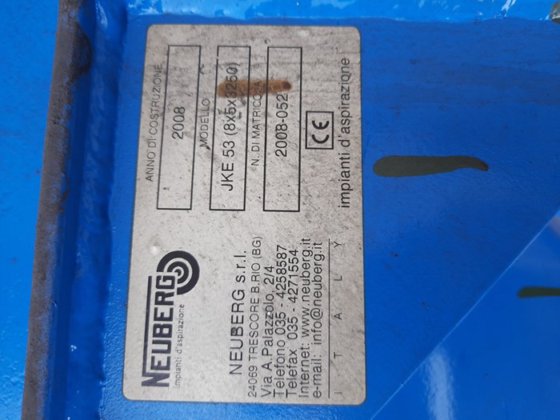 NEUBERG
impianti d'aspirazione
NEUBERG s.r.l.
24069 TRESCORE B.RIO (BG)
Via A.Palazzolo, 2/4
Telefono 035 - 4258587
Telefax 035 - 4271554
Internet: www.neuberg.it
e-mail: info@neuberg.it
I T A L Y
ANNO DI COSTRUZIONE
2008
MODELLO
JKE 53 (8x5x3250)
N. DI MATRICOLA
2008-052
CE
impianti d'aspirazione